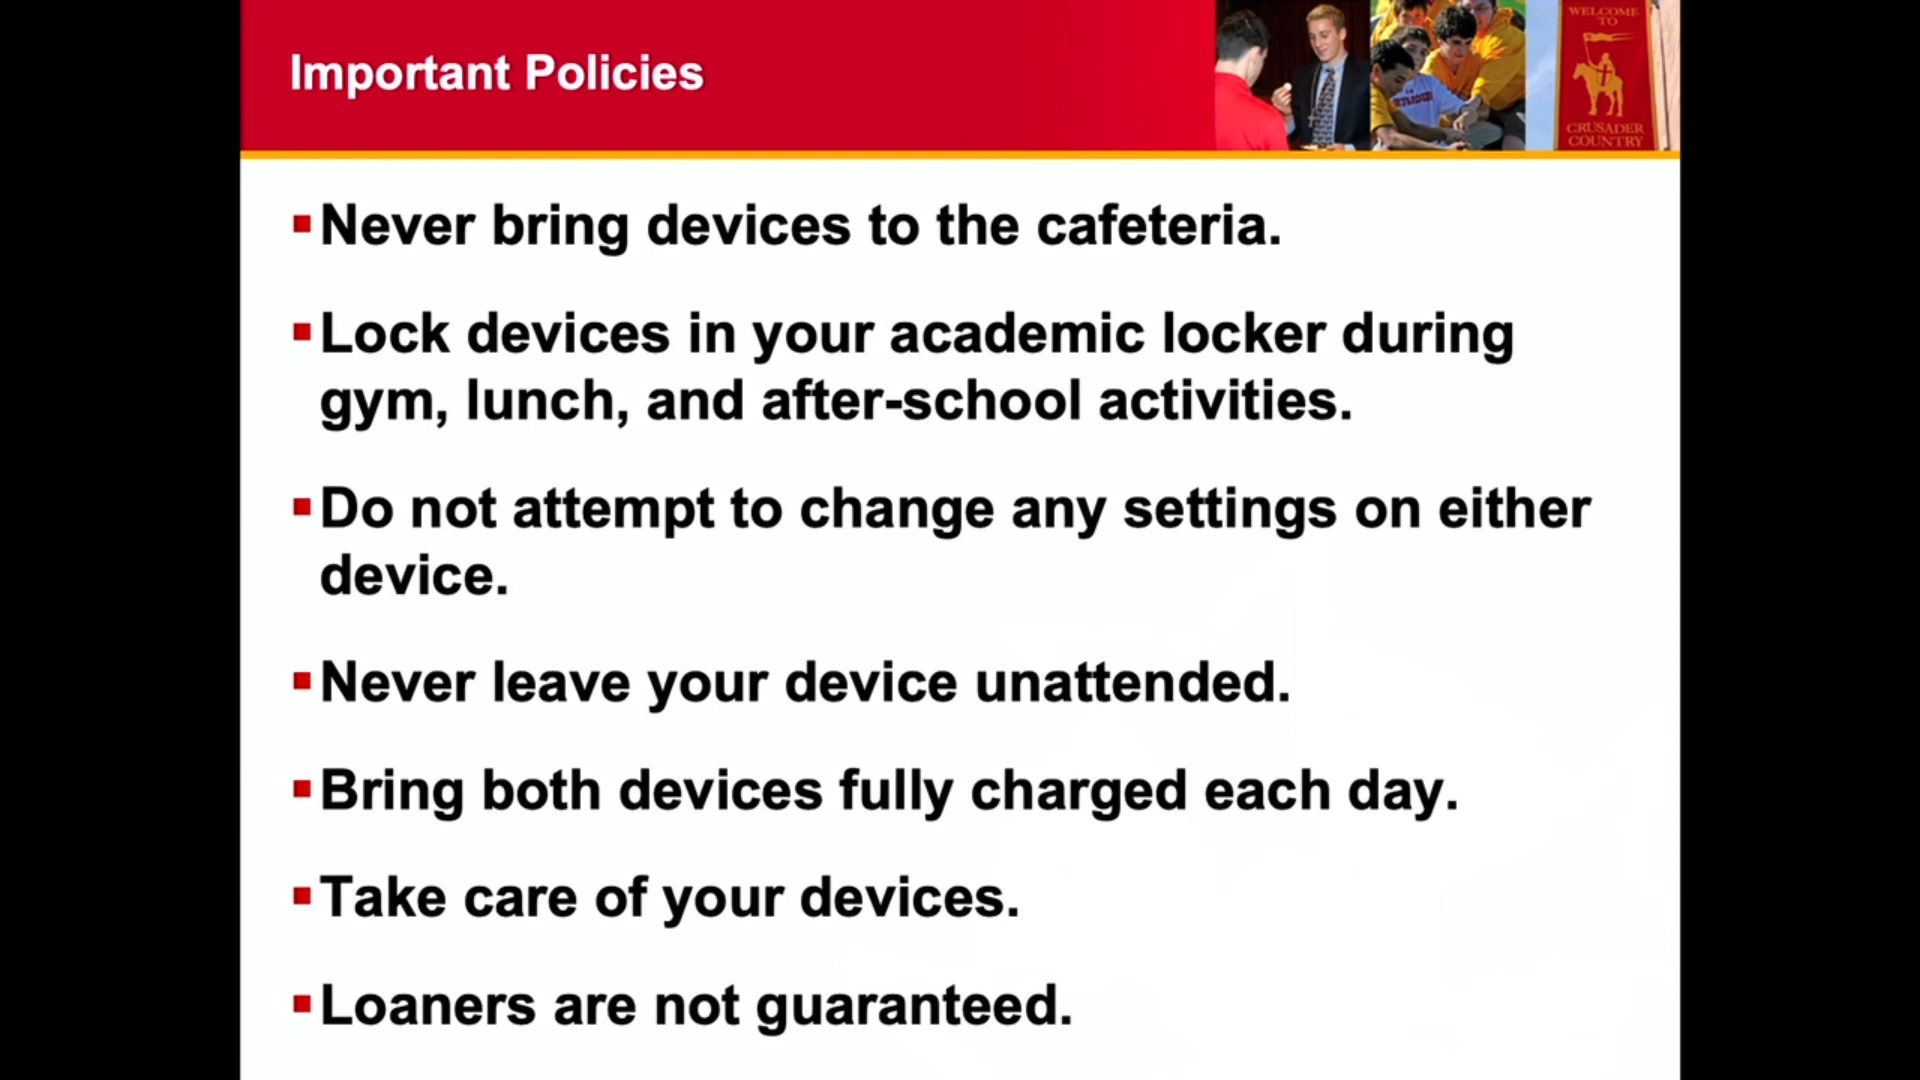 Important Policies
WELCOME
TO
CRUSADER
COUNTRY
Never bring devices to the cafeteria.
Lock devices in your academic locker during
gym, lunch, and after-school activities.
Do not attempt to change any settings on either
device.
Never leave your device unattended.
Bring both devices fully charged each day.
Take care of your devices.
Loaners are not guaranteed.